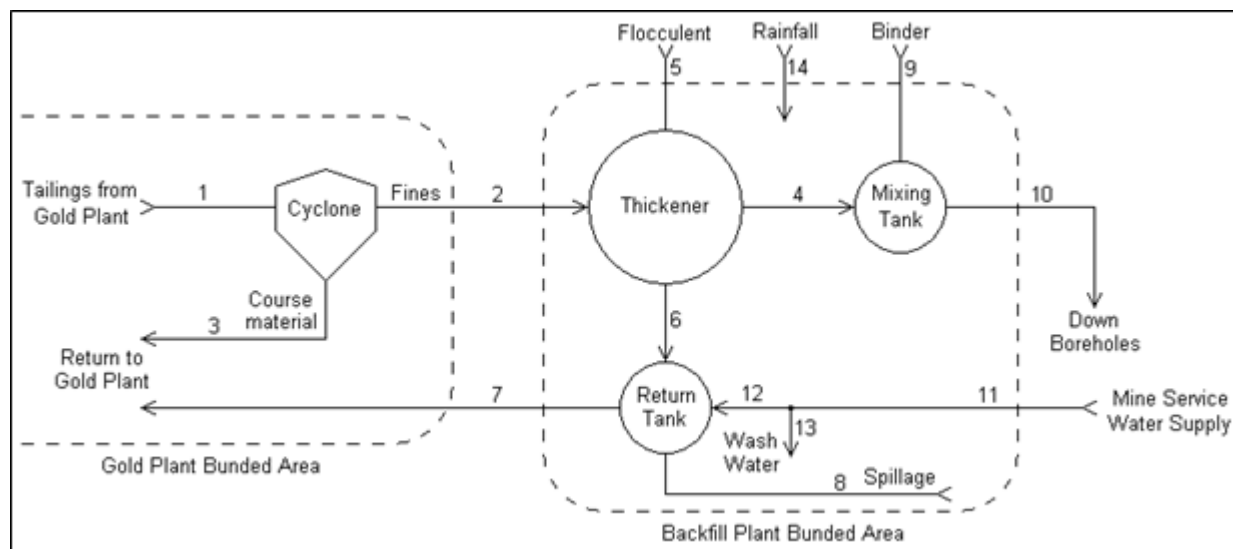 Flocculent
Rainfall
Binder
5
14
9
Tailings from
Gold Plant
1
Cyclone
Fines
2
Thickener
4
Mixing
Tank
10
Course
material
3
Return to
Gold Plant
6
Down
Boreholes
7
Return
Tank
12
11
Mine Service
Water Supply
13
Wash
Water
8
Spillage
Gold Plant Bunded Area
Backfill Plant Bunded Area